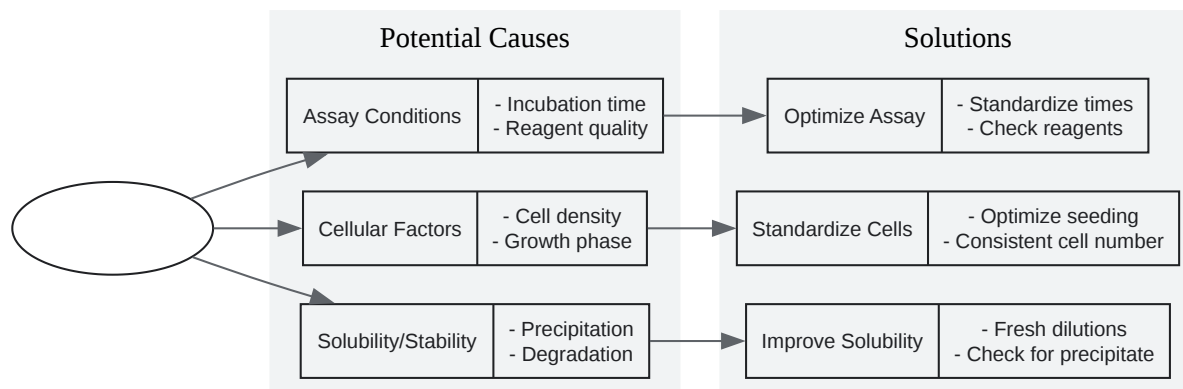 Potential Causes
Solutions
Assay Conditions
- Incubation time
- Reagent quality
Optimize Assay
- Standardize times
- Check reagents
Cellular Factors
- Cell density
- Growth phase
Standardize Cells
- Optimize seeding
- Consistent cell number
Solubility/Stability
- Precipitation
- Degradation
Improve Solubility
- Fresh dilutions
- Check for precipitate